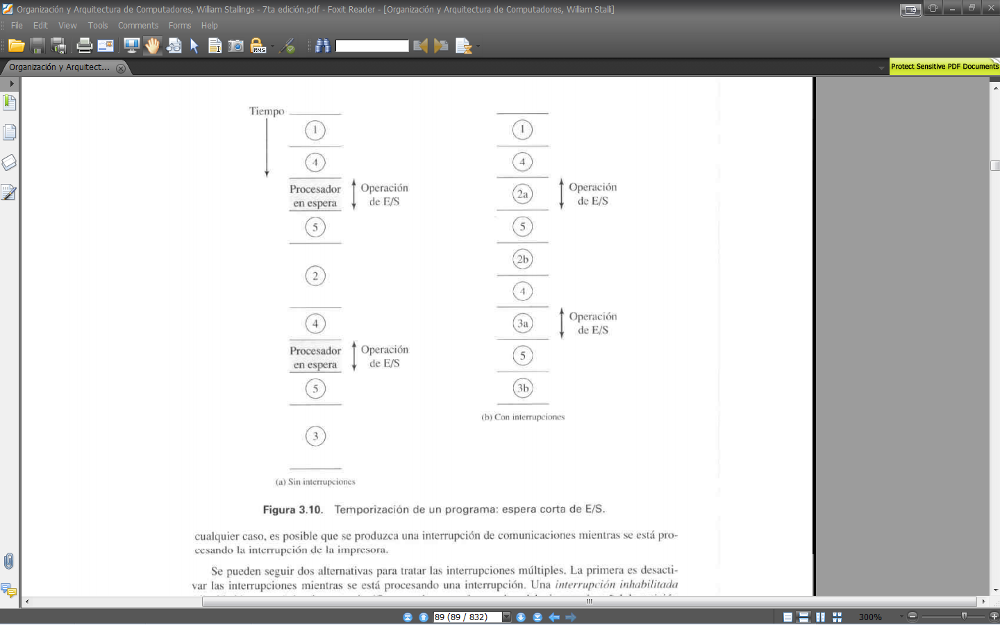 Organización y Arquitectura de Computadores, William Stallings - 7ta edición.pdf - Foxit Reader - [Organización y Arquitectura de Computadores, William Stalli]
File Edit View Tools Comments Forms Help
RMS
Organización y Arquitect...
Protect Sensitive PDF Documents
Tiempo
1
4
Procesador
en espera
Operación
de E/S
5
2
4
Procesador
en espera
Operación
de E/S
5
3
(a) Sin interrupciones
1
4
2a
Operación
de E/S
5
2b
4
3a
Operación
de E/S
5
3b
(b) Con interrupciones
Figura 3.10. Temporización de un programa: espera corta de E/S.
cualquier caso, es posible que se produzca una interrupción de comunicaciones mientras se está pro-
cesando la interrupción de la impresora.
Se pueden seguir dos alternativas para tratar las interrupciones múltiples. La primera es desacti-
var las interrupciones mientras se está procesando una interrupción. Una interrupción inhabilitada
89 (89 / 832)
300%